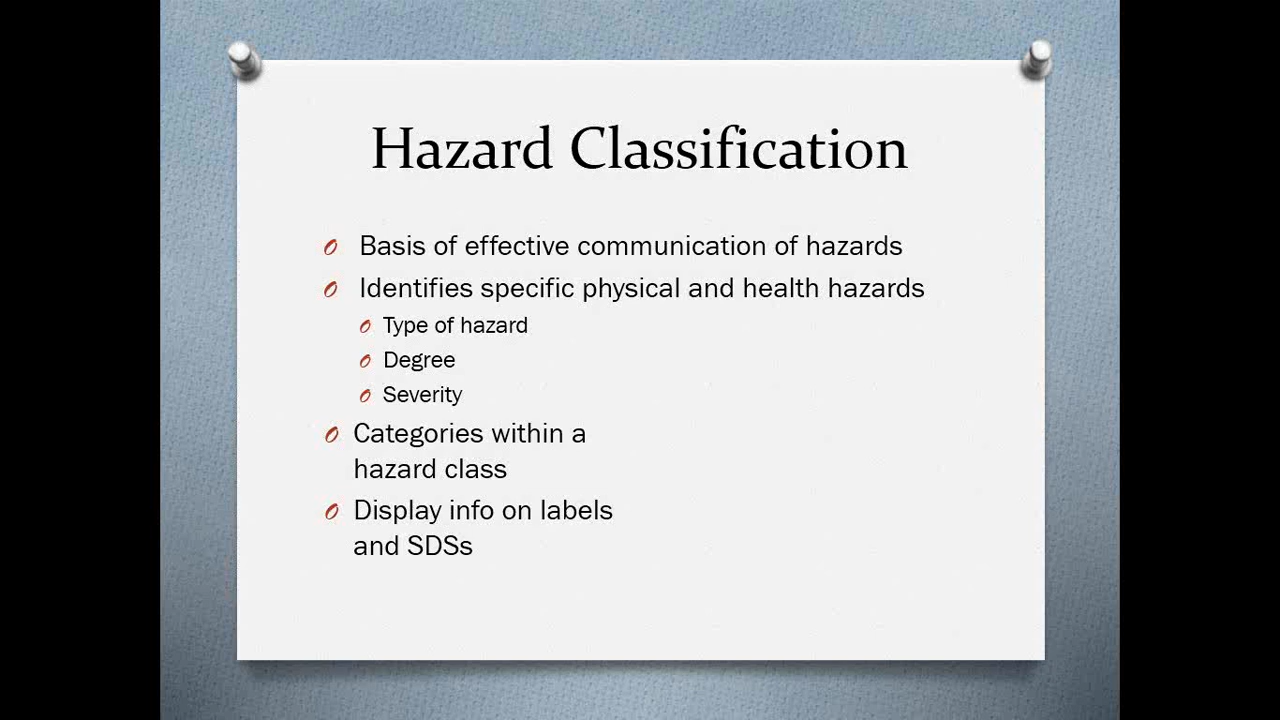 Hazard Classification
Basis of effective communication of hazards
Identifies specific physical and health hazards
Type of hazard
Degree
Severity
Categories within a
hazard class
Display info on labels
and SDSs